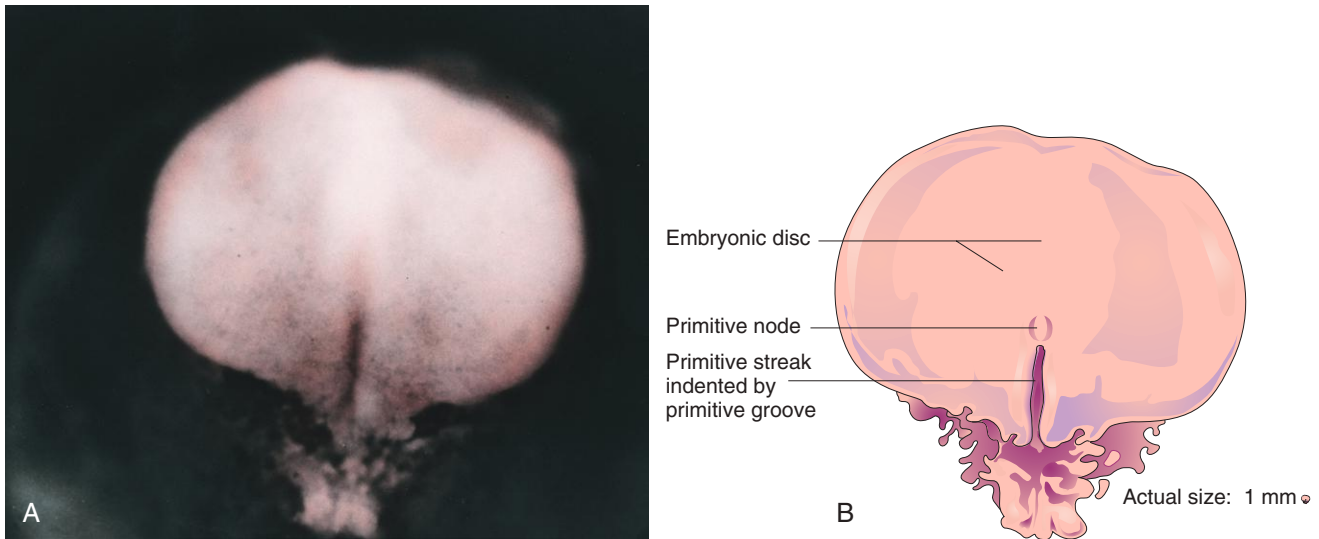 Embryonic disc
Primitive node
Primitive streak
indented by
primitive groove
Actual size: 1 mm
A
B